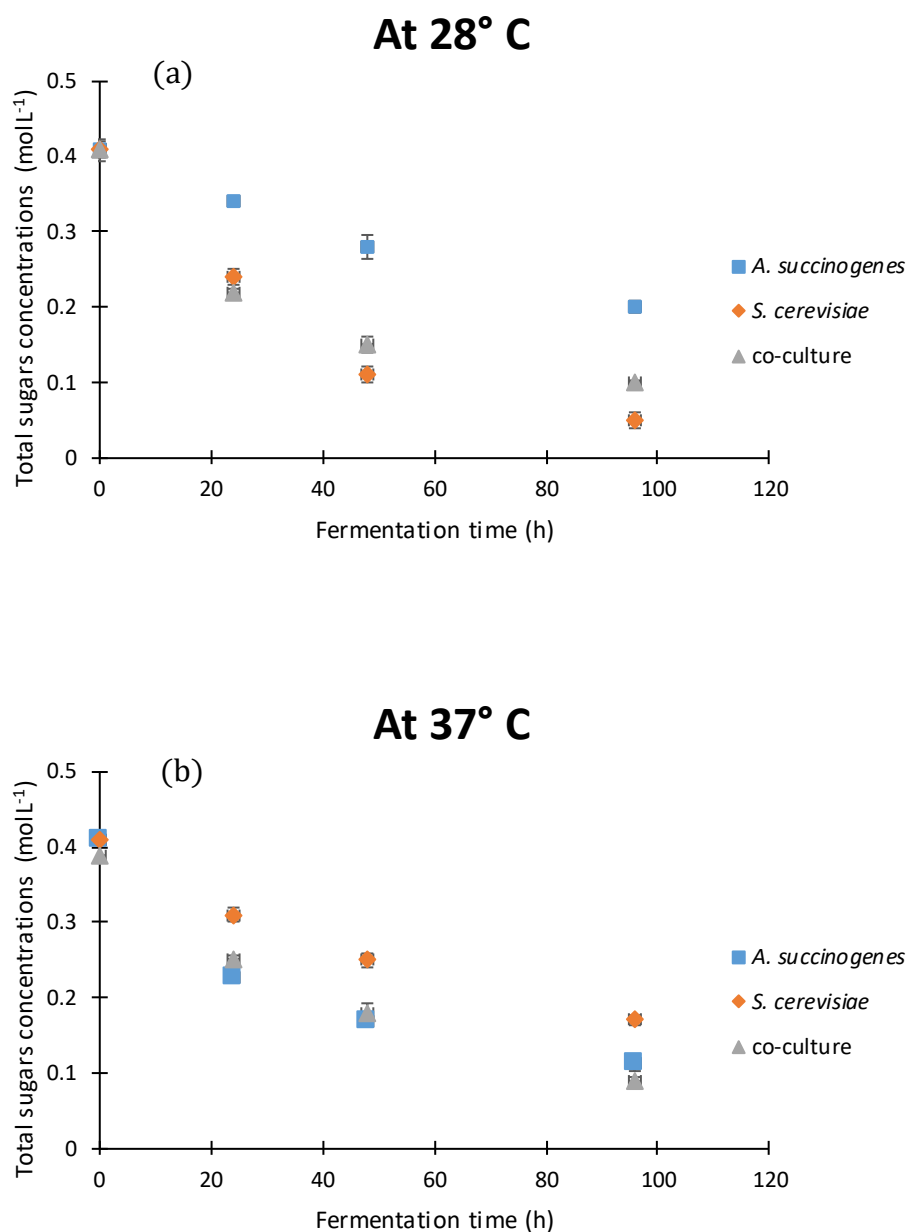 At 28° C
(a)
Total sugars concentrations (mol L⁻¹)
0.5
0.4
0.3
0.2
0.1
0
0 20 40 60 80 100 120
Fermentation time (h)
A. succinogenes
S. cerevisiae
co-culture
At 37° C
(b)
Total sugars concentrations (mol L⁻¹)
0.5
0.4
0.3
0.2
0.1
0
0 20 40 60 80 100 120
Fermentation time (h)
A. succinogenes
S. cerevisiae
co-culture